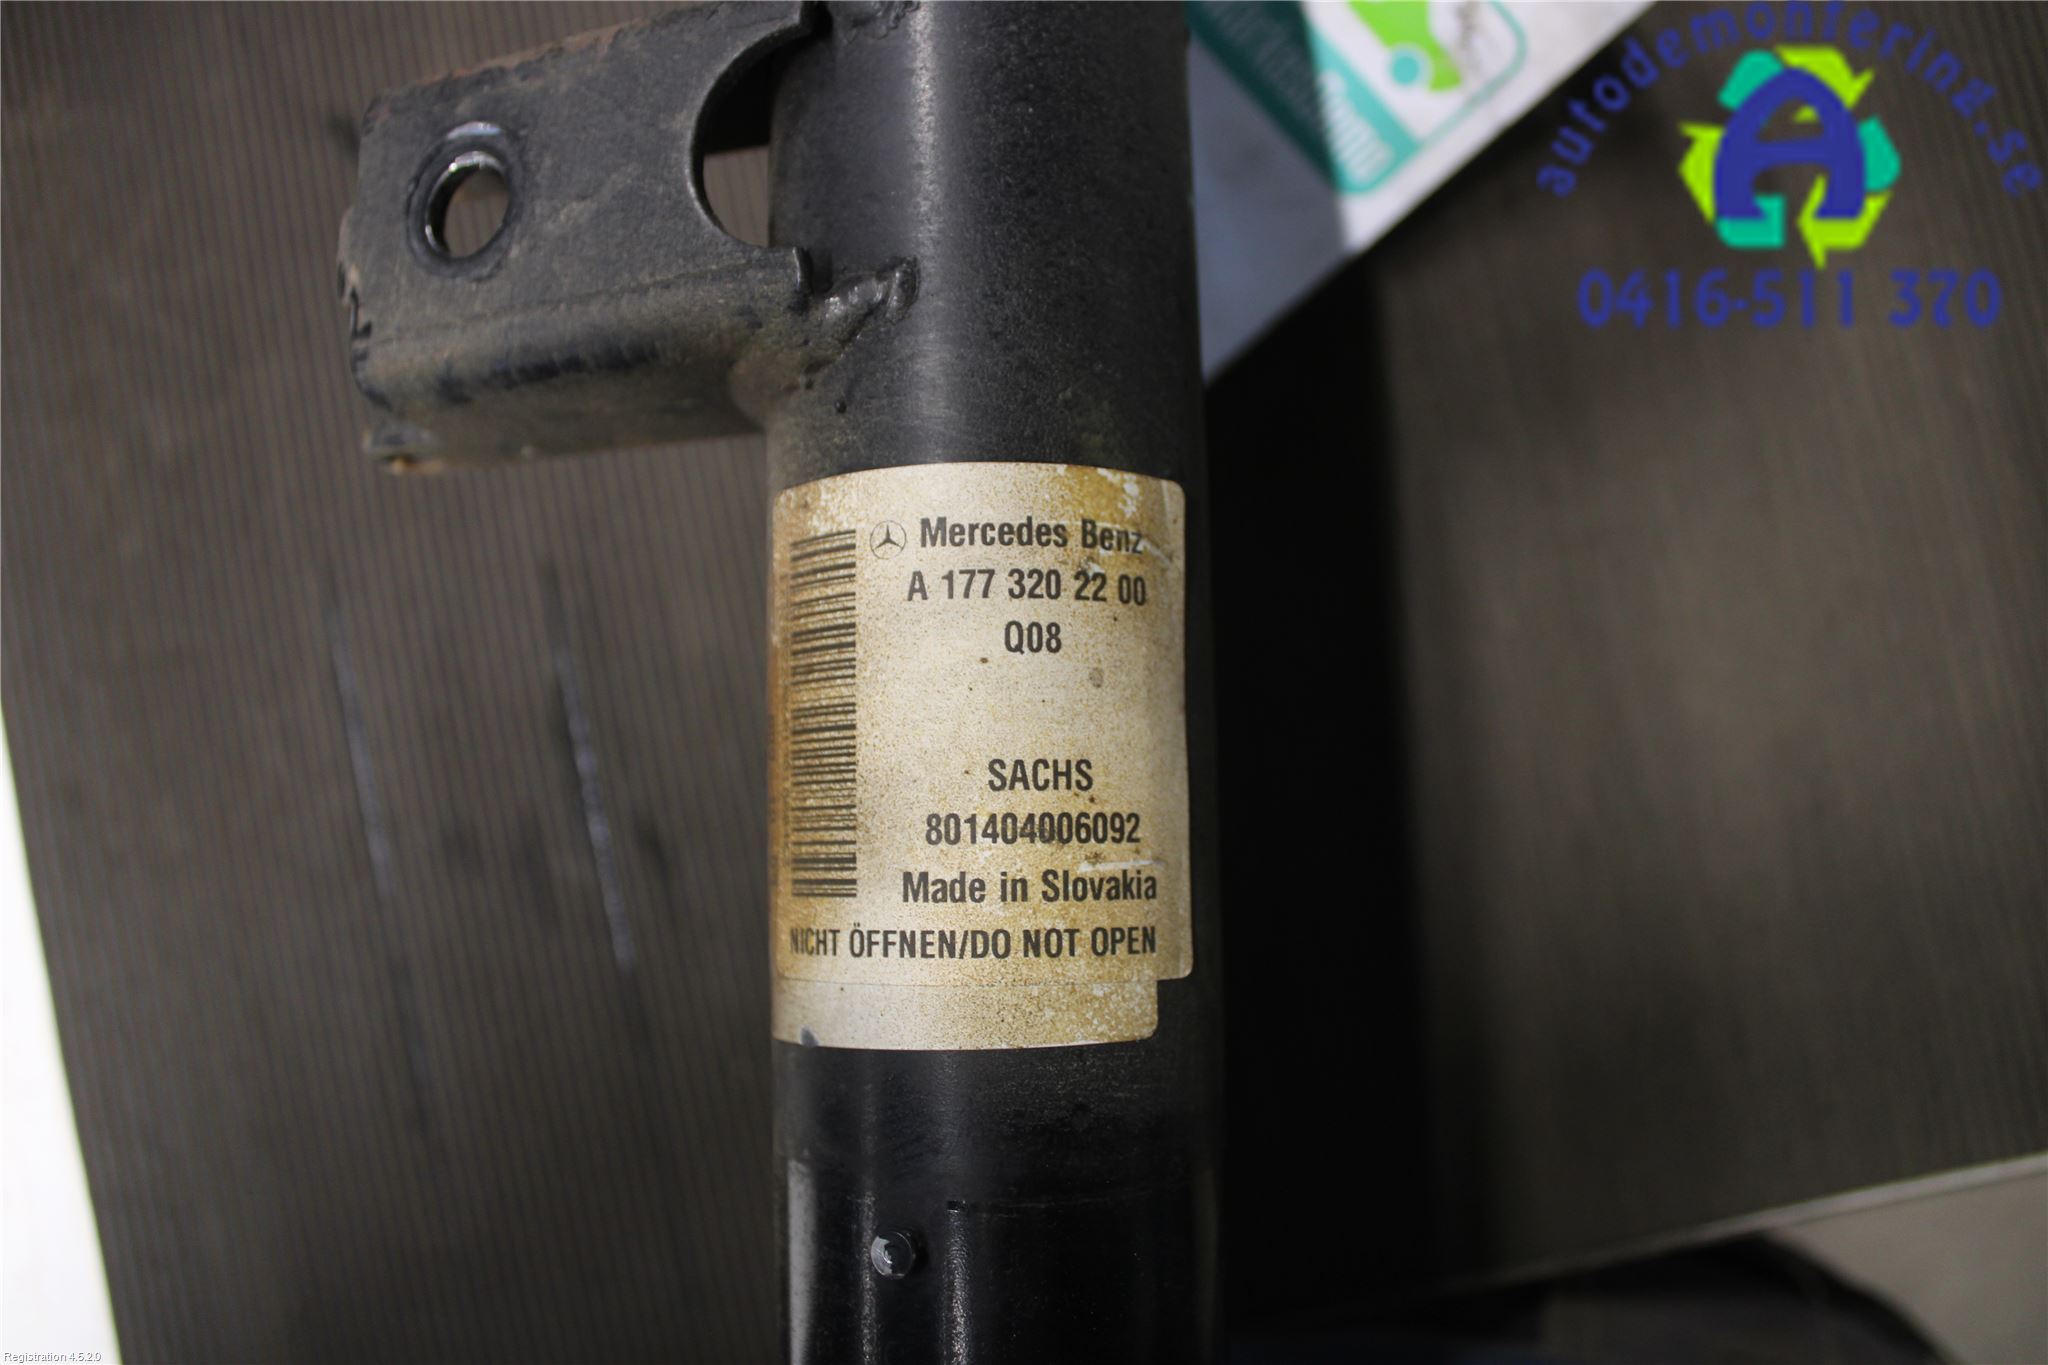 autodemontering.se
0416-511 370
Mercedes Benz
A 177 320 22 00
Q08
SACHS
801404006092
Made in Slovakia
NICHT ÖFFNEN/DO NOT OPEN
Registration 4.5.2.0